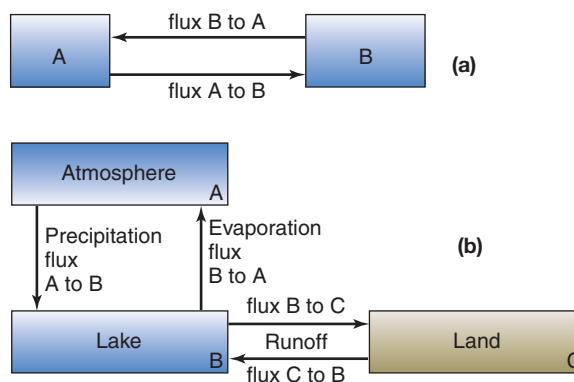 flux B to A
A
B
flux A to B
(a)
Atmosphere
A
Precipitation
flux
A to B
Evaporation
flux
B to A
(b)
flux B to C
Lake
B
Runoff
Land
C
flux C to B